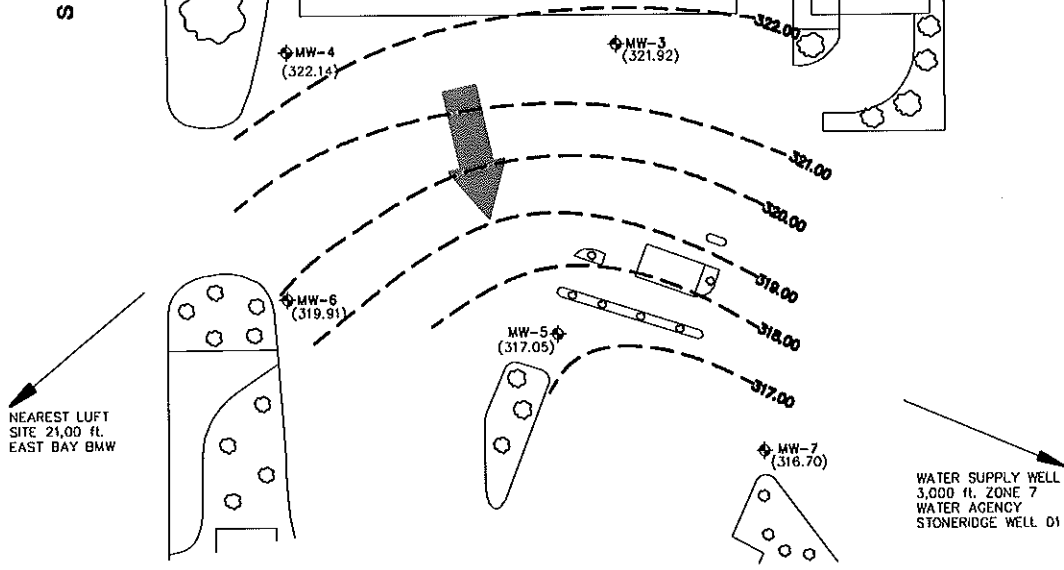 S
322.00
MW-4
(322.14)
MW-3
(321.92)
321.00
320.00
319.00
318.00
317.00
MW-6
(319.91)
MW-5
(317.05)
MW-7
(316.70)
NEAREST LUFT
SITE 21,00 ft.
EAST BAY BMW
WATER SUPPLY WELL
3,000 ft. ZONE 7
WATER AGENCY
STONERIDGE WELL 01